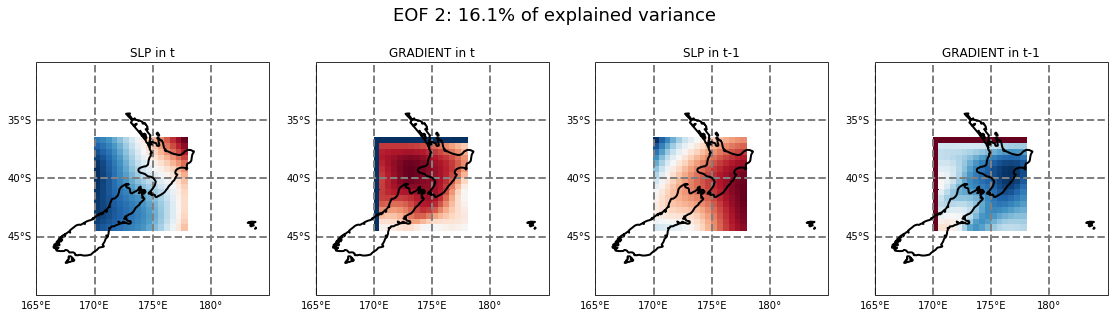 EOF 2: 16.1% of explained variance
SLP in t
GRADIENT in t
SLP in t-1
GRADIENT in t-1
35°S
40°S
45°S
165°E 170°E 175°E 180°
35°S
40°S
45°S
165°E 170°E 175°E 180°
35°S
40°S
45°S
165°E 170°E 175°E 180°
35°S
40°S
45°S
165°E 170°E 175°E 180°